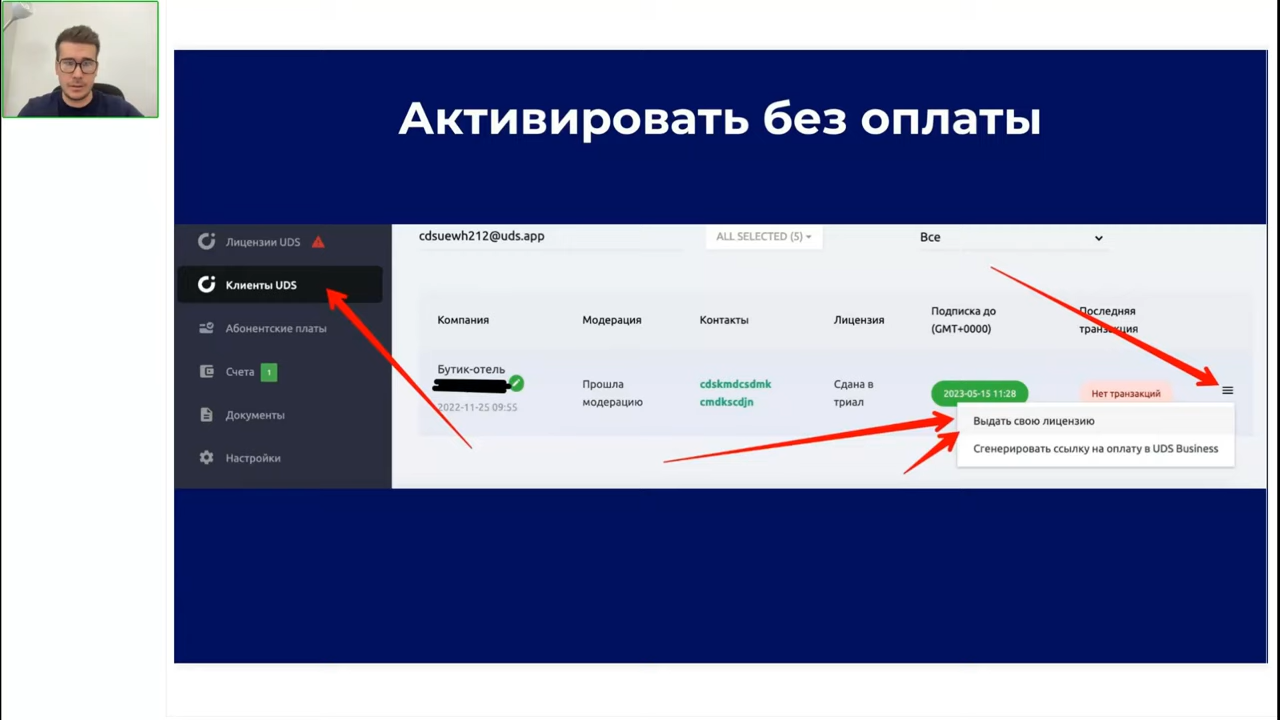 Активировать без оплаты
Лицензии UDS
Клиенты UDS
Абонентские платы
Счета 1
Документы
Настройки
cdsuewh212@uds.app
ALL SELECTED (5)
Все
Компания
Модерация
Контакты
Лицензия
Подписка до
(GMT+0000)
Последняя
транзакция
Бутик-отель
2022-11-25 09:55
Прошла
модерацию
cdskmdcsdmk
cmdkscdjn
Сдана в
триал
2023-05-15 11:28
Нет транзакций
Выдать свою лицензию
Сгенерировать ссылку на оплату в UDS Business